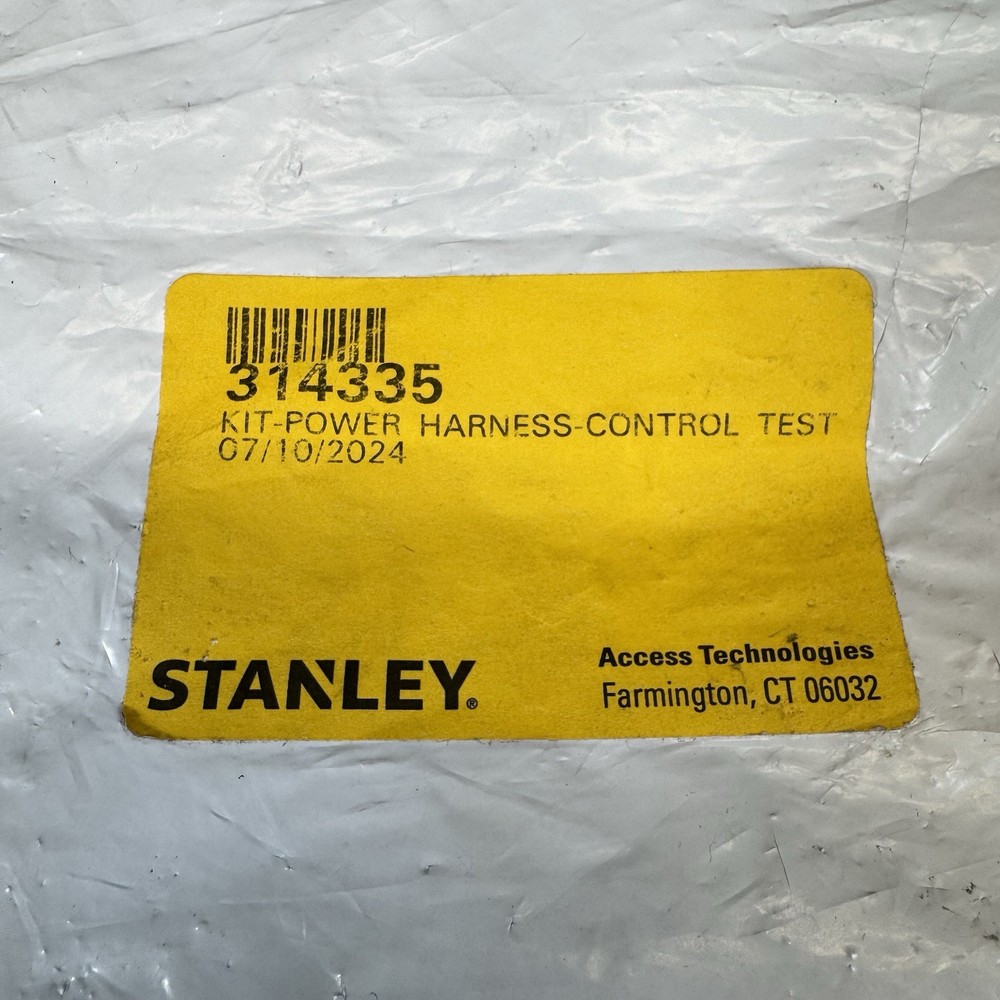 314335
KIT-POWER HARNESS-CONTROL TEST
07/10/2024
STANLEY®
Access Technologies
Farmington, CT 06032